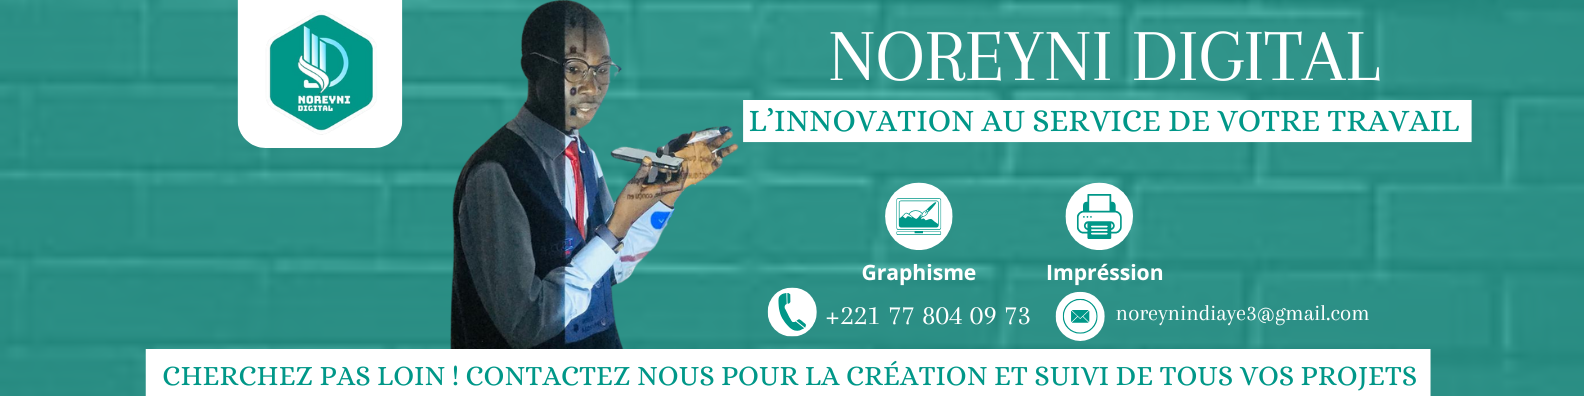 NOREYNI
DIGITAL
NOREYNI DIGITAL
L'INNOVATION AU SERVICE DE VOTRE TRAVAIL
Graphisme
Impréssion
+221 77 804 09 73
noreynindiaye3@gmail.com
CHERCHEZ PAS LOIN ! CONTACTEZ NOUS POUR LA CRÉATION ET SUIVI DE TOUS VOS PROJETS